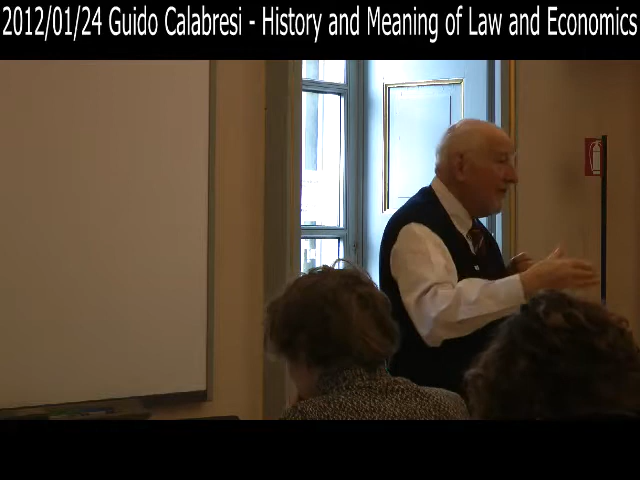 2012/01/24 Guido Calabresi - History and Meaning of Law and Economics